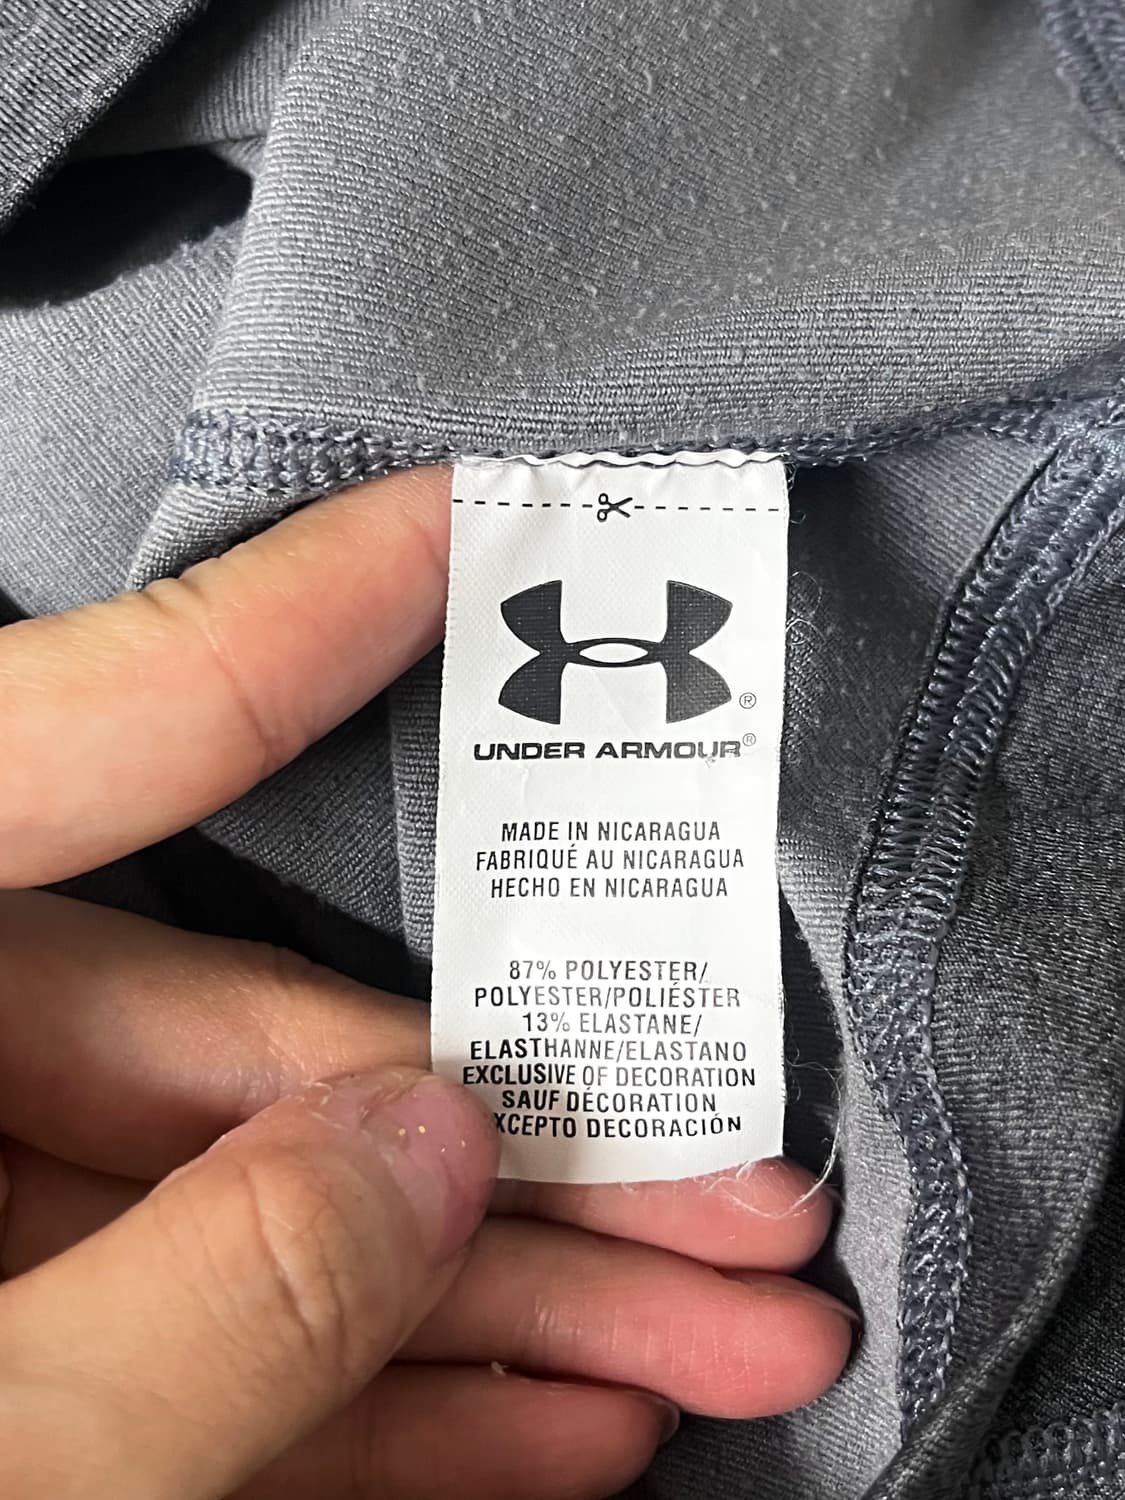 UNDER ARMOUR®
MADE IN NICARAGUA
FABRIQUÉ AU NICARAGUA
HECHO EN NICARAGUA
87% POLYESTER/
POLYESTER/POLIÉSTER
13% ELASTANE/
ELASTHANNE/ELASTANO
EXCLUSIVE OF DECORATION
SAUF DÉCORATION
XCEPTO DECORACIÓN